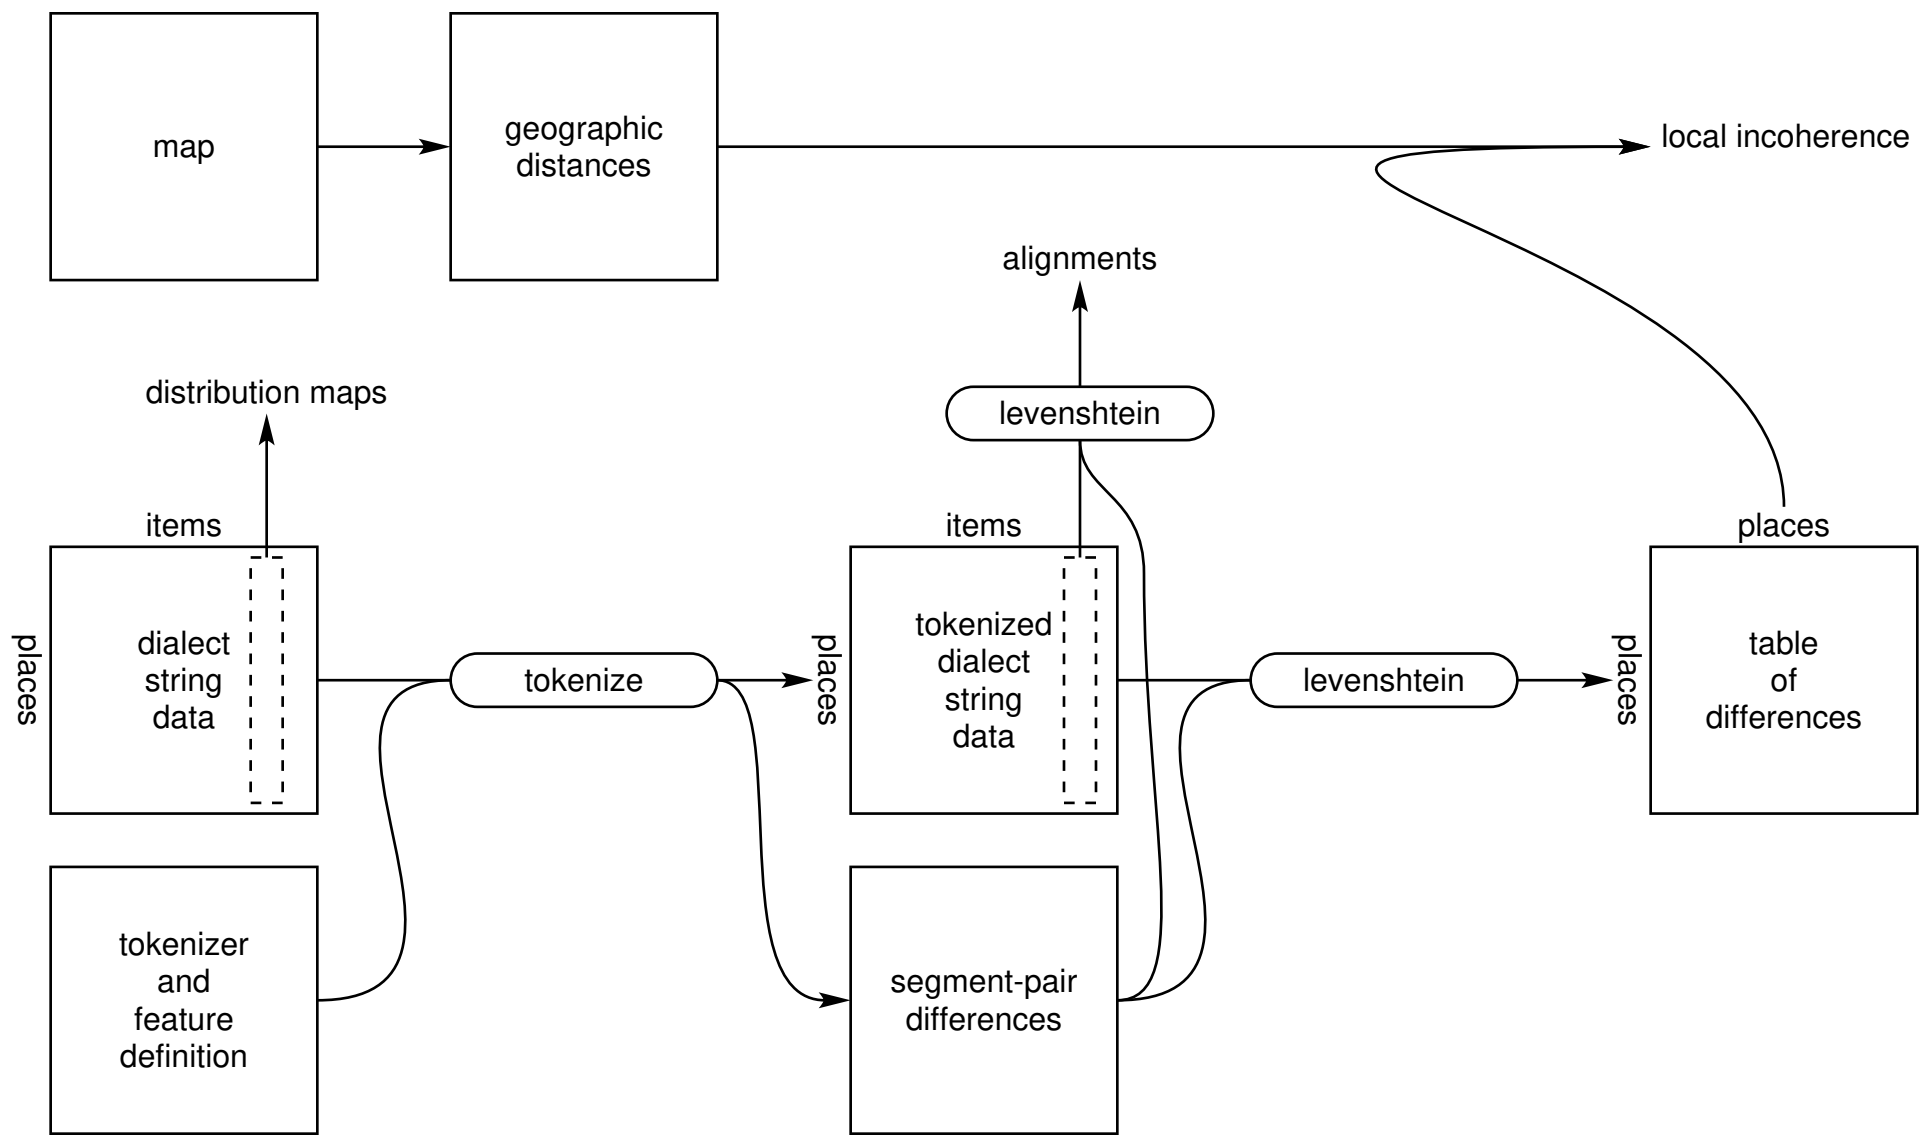 map
geographic
distances
local incoherence
alignments
distribution maps
levenshtein
items
items
places
places
dialect
string
data
tokenize
places
tokenized
dialect
string
data
levenshtein
places
table
of
differences
tokenizer
and
feature
definition
segment-pair
differences